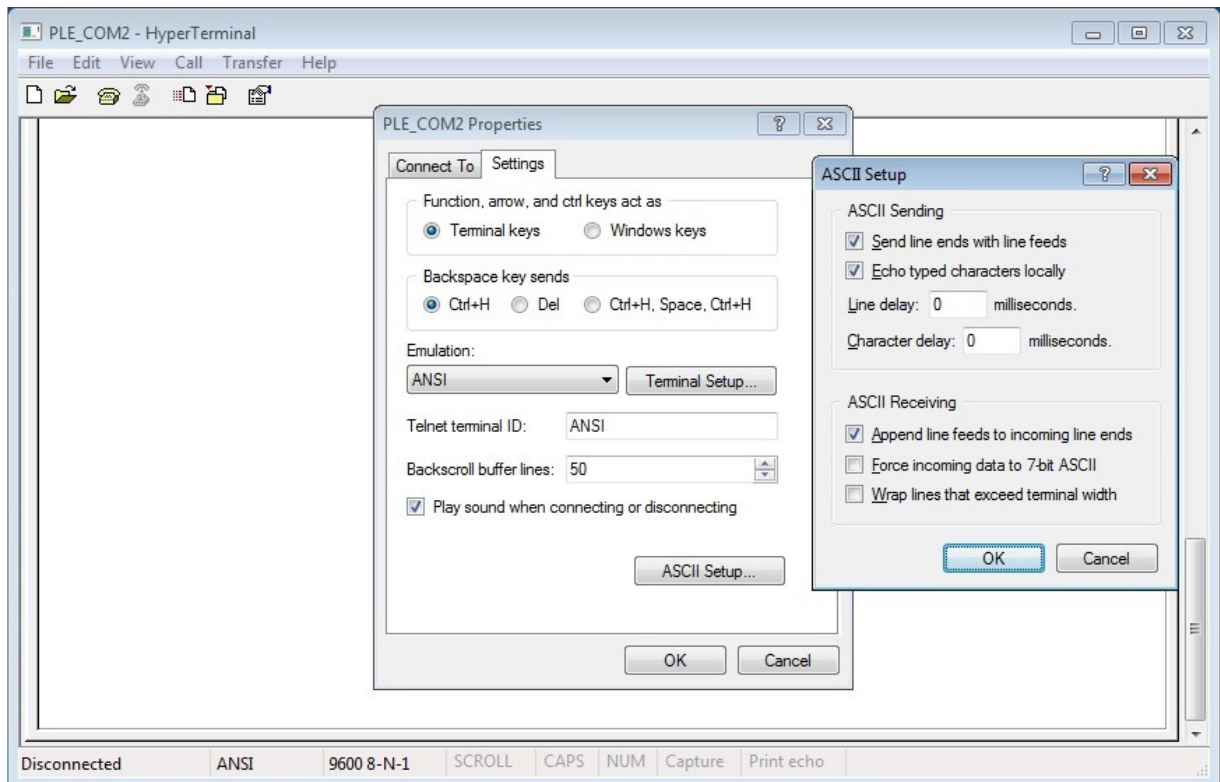 PLE_COM2 - HyperTerminal
File Edit View Call Transfer Help
PLE_COM2 Properties
Connect To Settings
Function, arrow, and ctrl keys act as
Terminal keys Windows keys
Backspace key sends
Ctrl+H Del Ctrl+H, Space, Ctrl+H
Emulation:
ANSI Terminal Setup...
Telnet terminal ID: ANSI
Backscroll buffer lines: 50
Play sound when connecting or disconnecting
ASCII Setup...
OK Cancel
ASCII Setup
ASCII Sending
Send line ends with line feeds
Echo typed characters locally
Line delay: 0 milliseconds.
Character delay: 0 milliseconds.
ASCII Receiving
Append line feeds to incoming line ends
Force incoming data to 7-bit ASCII
Wrap lines that exceed terminal width
OK Cancel
Disconnected ANSI 9600 8-N-1 SCROLL CAPS NUM Capture Print echo